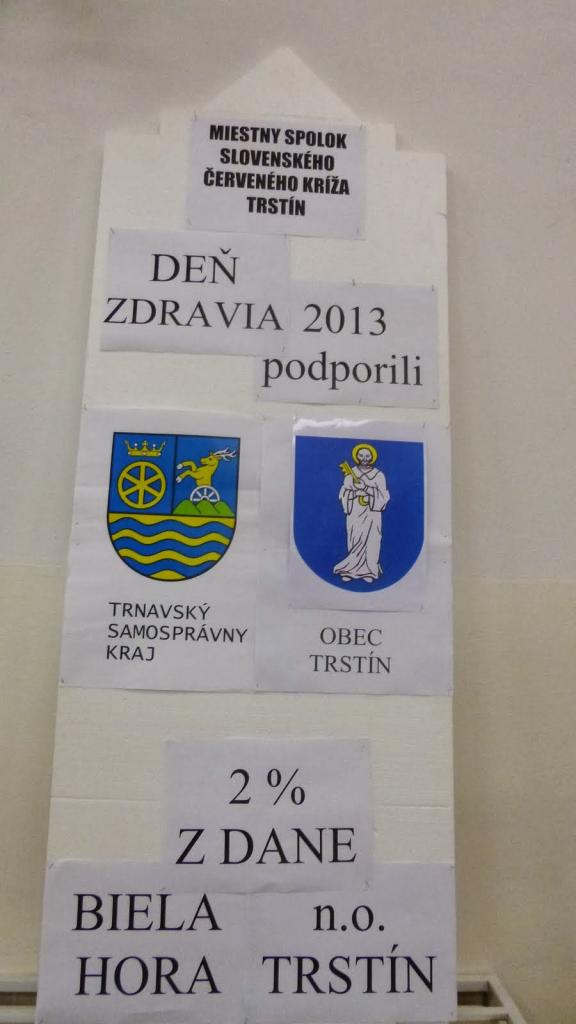 MIESTNY SPOLOK
SLOVENSKÉHO
ČERVENÉHO KRÍŽA
TRSTÍN
DEŇ
ZDRAVIA 2013
podporili
TRNAVSKÝ
SAMOSPRÁVNY
KRAJ
OBEC
TRSTÍN
2 %
Z DANE
BIELA n.o.
HORA TRSTÍN